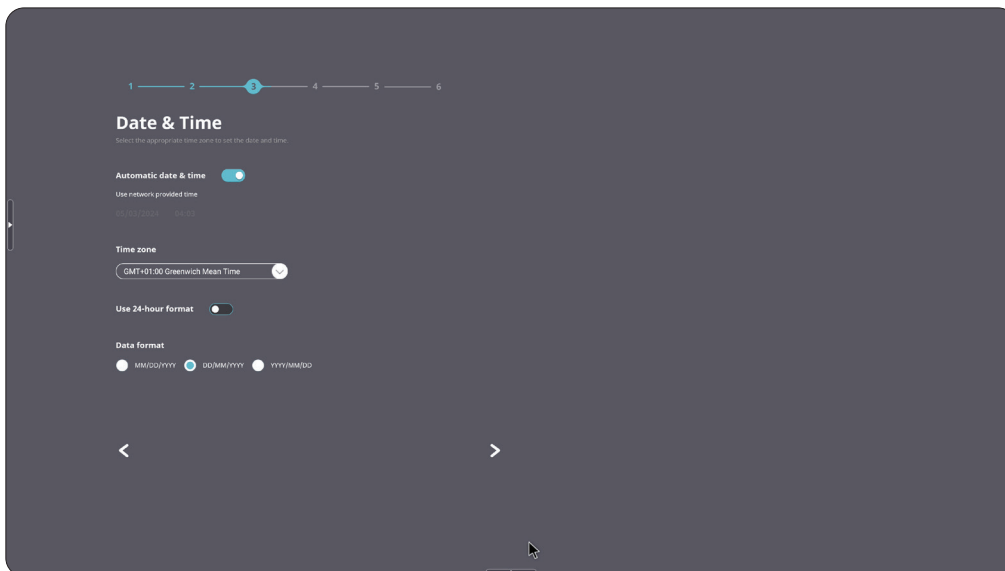 1 2 3 4 5 6
Date & Time
Select the appropriate time zone to set the date and time.
Automatic date & time
Use network provided time
Time zone
GMT+01:00 Greenwich Mean Time
Use 24-hour format
Data format
MM/DD/YYYY DD/MM/YYYY YYYY/MM/DD